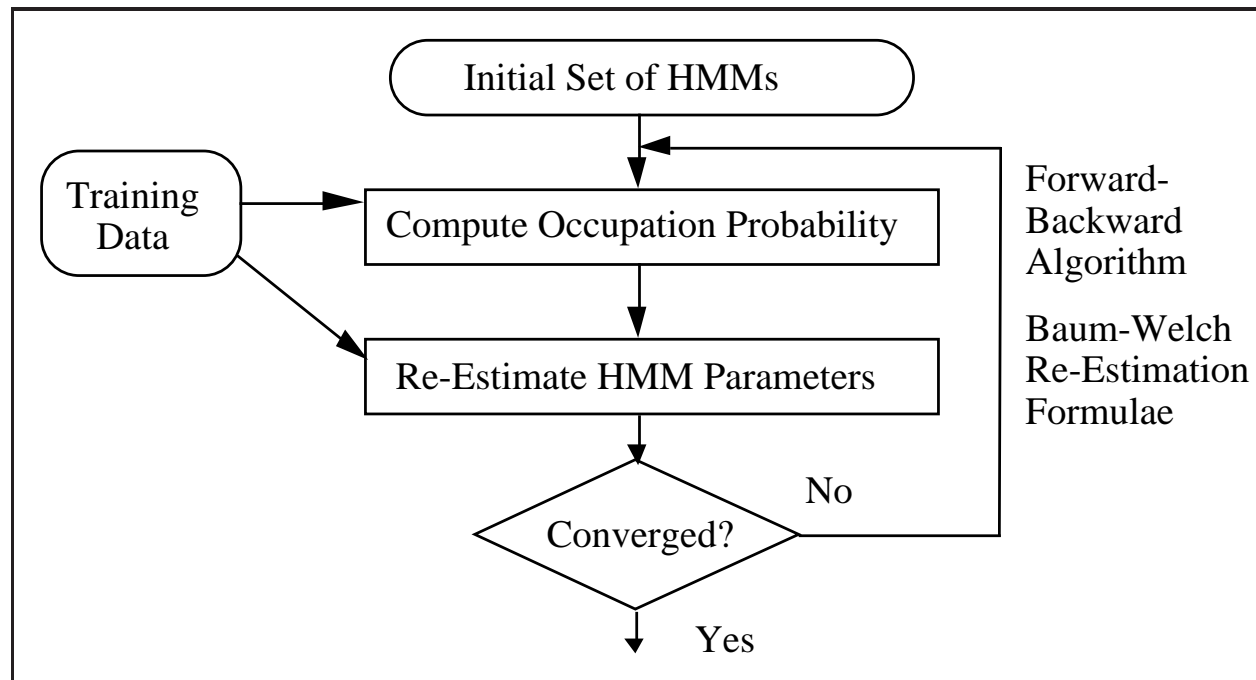 Initial Set of HMMs
Training
Data
Compute Occupation Probability
Forward-
Backward
Algorithm
Re-Estimate HMM Parameters
Baum-Welch
Re-Estimation
Formulae
Converged?
No
Yes